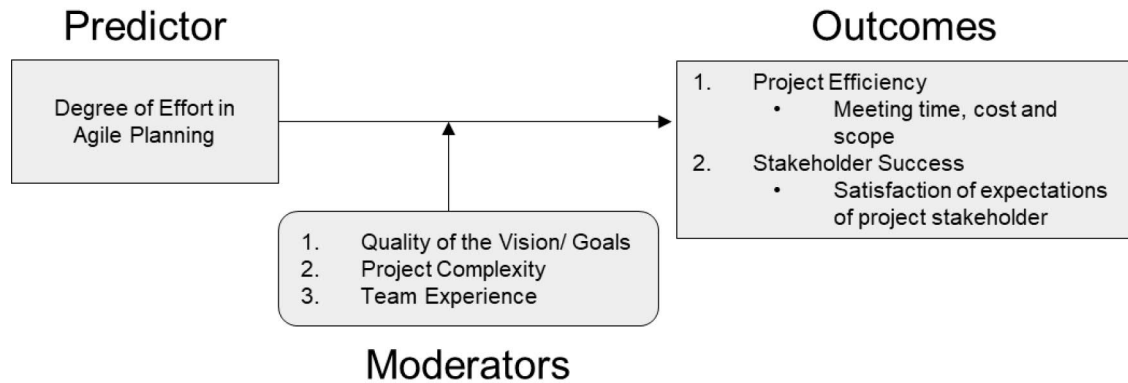 Predictor
Degree of Effort in
Agile Planning
Outcomes
1. Project Efficiency
• Meeting time, cost and
scope
2. Stakeholder Success
• Satisfaction of expectations
of project stakeholder
1. Quality of the Vision/ Goals
2. Project Complexity
3. Team Experience
Moderators